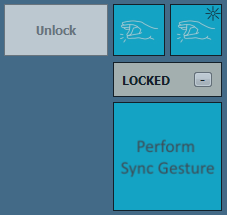 Unlock
LOCKED -
Perform
Sync Gesture